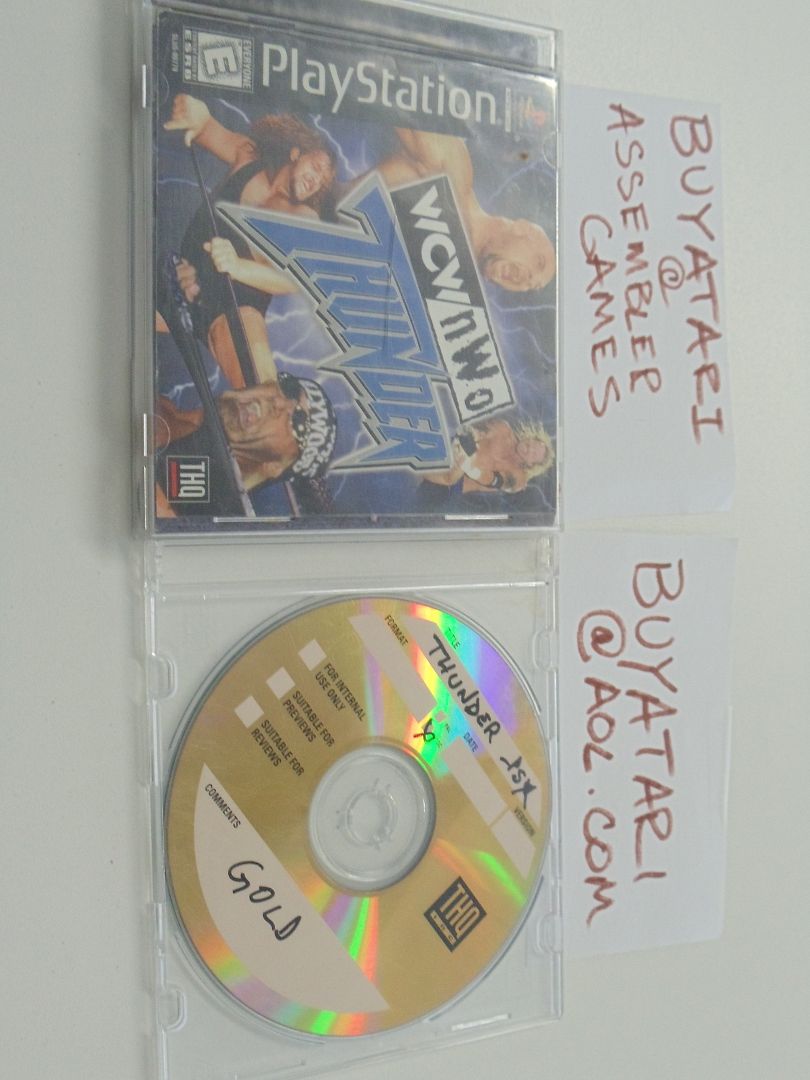 PlayStation
EVERYONE
E
ESRB
WCW/nWo
THUNDER
THQ
BUYATARI
@
ASSEMBLER
GAMES
TITLE
THUNDER PSX
FORMAT
DATE
VERSION
FOR INTERNAL
USE ONLY
SUITABLE FOR
PREVIEWS
SUITABLE FOR
REVIEWS
COMMENTS
GOLD
THQ
BUYATARI
@AOL.COM